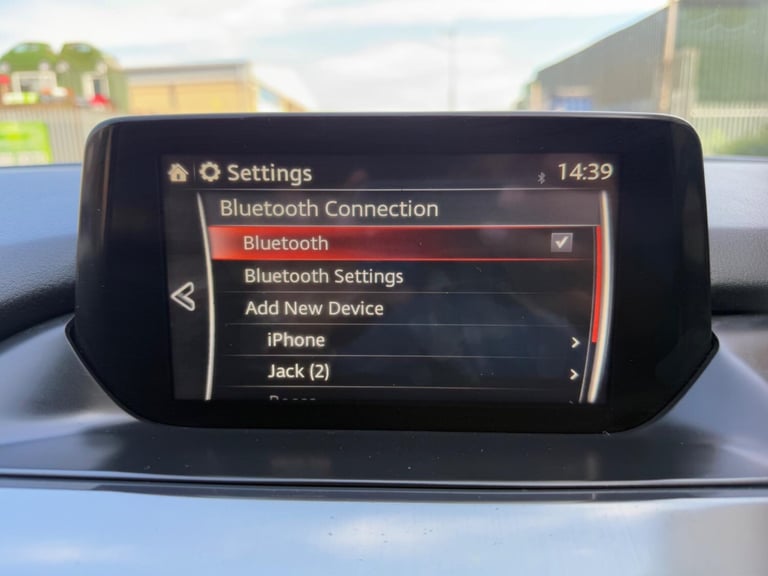 Settings 14:39
Bluetooth Connection
Bluetooth
Bluetooth Settings
Add New Device
iPhone
Jack (2)